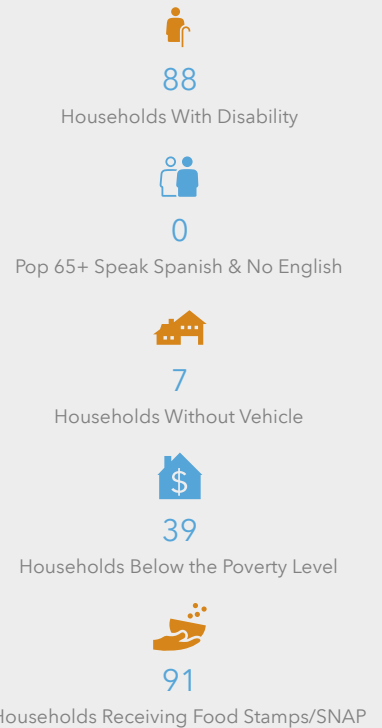 88
Households With Disability
0
Pop 65+ Speak Spanish & No English
7
Households Without Vehicle
$
39
Households Below the Poverty Level
91
Households Receiving Food Stamps/SNAP